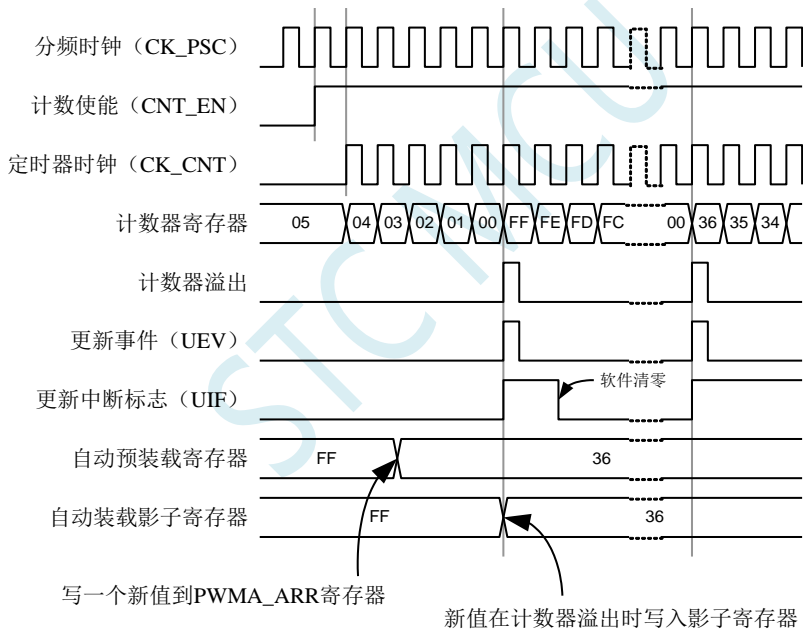 分频时钟（CK_PSC）
计数使能（CNT_EN）
定时器时钟（CK_CNT）
计数器寄存器 05 04 03 02 01 00 FF FE FD FC 00 36 35 34
计数器溢出
更新事件（UEV）
更新中断标志（UIF） 软件清零
自动预装载寄存器 FF 36
自动装载影子寄存器 FF 36
写一个新值到PWMA_ARR寄存器
新值在计数器溢出时写入影子寄存器
STC MCU